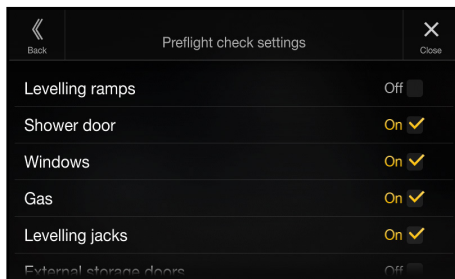 Back
Preflight check settings
Close
Levelling ramps Off
Shower door On
Windows On
Gas On
Levelling jacks On
External storage doors Off